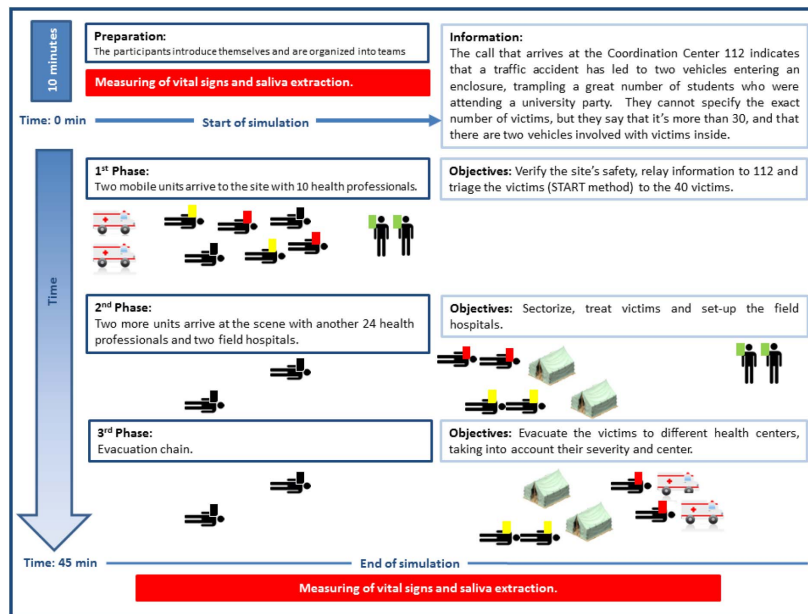 10 minutes
Preparation:
The participants introduce themselves and are organized into teams
Measuring of vital signs and saliva extraction.
Information:
The call that arrives at the Coordination Center 112 indicates
that a traffic accident has led to two vehicles entering an
enclosure, trampling a great number of students who were
attending a university party. They cannot specify the exact
number of victims, but they say that it's more than 30, and that
there are two vehicles involved with victims inside.
Time: 0 min
Start of simulation
Time
1st Phase:
Two mobile units arrive to the site with 10 health professionals.
Objectives: Verify the site's safety, relay information to 112 and
triage the victims (START method) to the 40 victims.
2nd Phase:
Two more units arrive at the scene with another 24 health
professionals and two field hospitals.
Objectives: Sectorize, treat victims and set-up the field
hospitals.
3rd Phase:
Evacuation chain.
Objectives: Evacuate the victims to different health centers,
taking into account their severity and center.
Time: 45 min
End of simulation
Measuring of vital signs and saliva extraction.